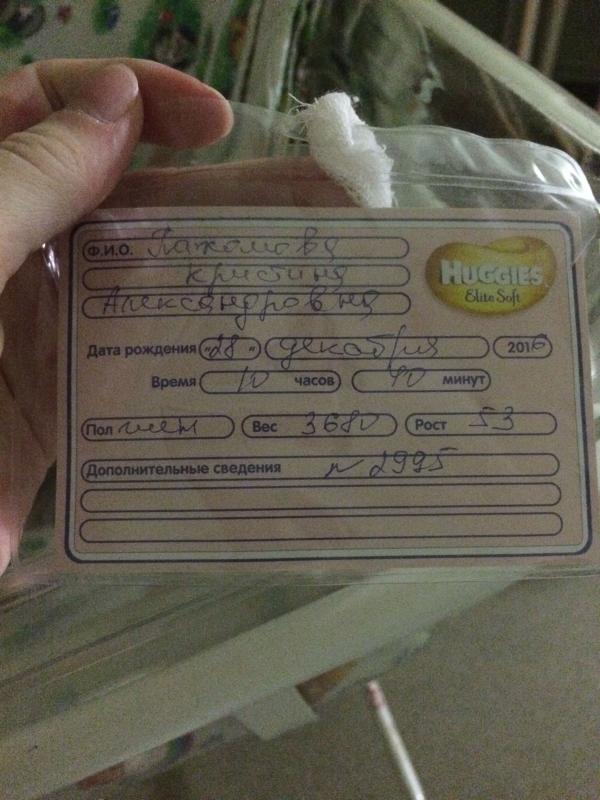 Ф.И.О. Пахомова
Кристина
Александровна
HUGGIES
Elite Soft
Дата рождения «28» декабря 2016
Время 10 часов 40 минут
Пол жен Вес 3680 Рост 53
Дополнительные сведения N 2995